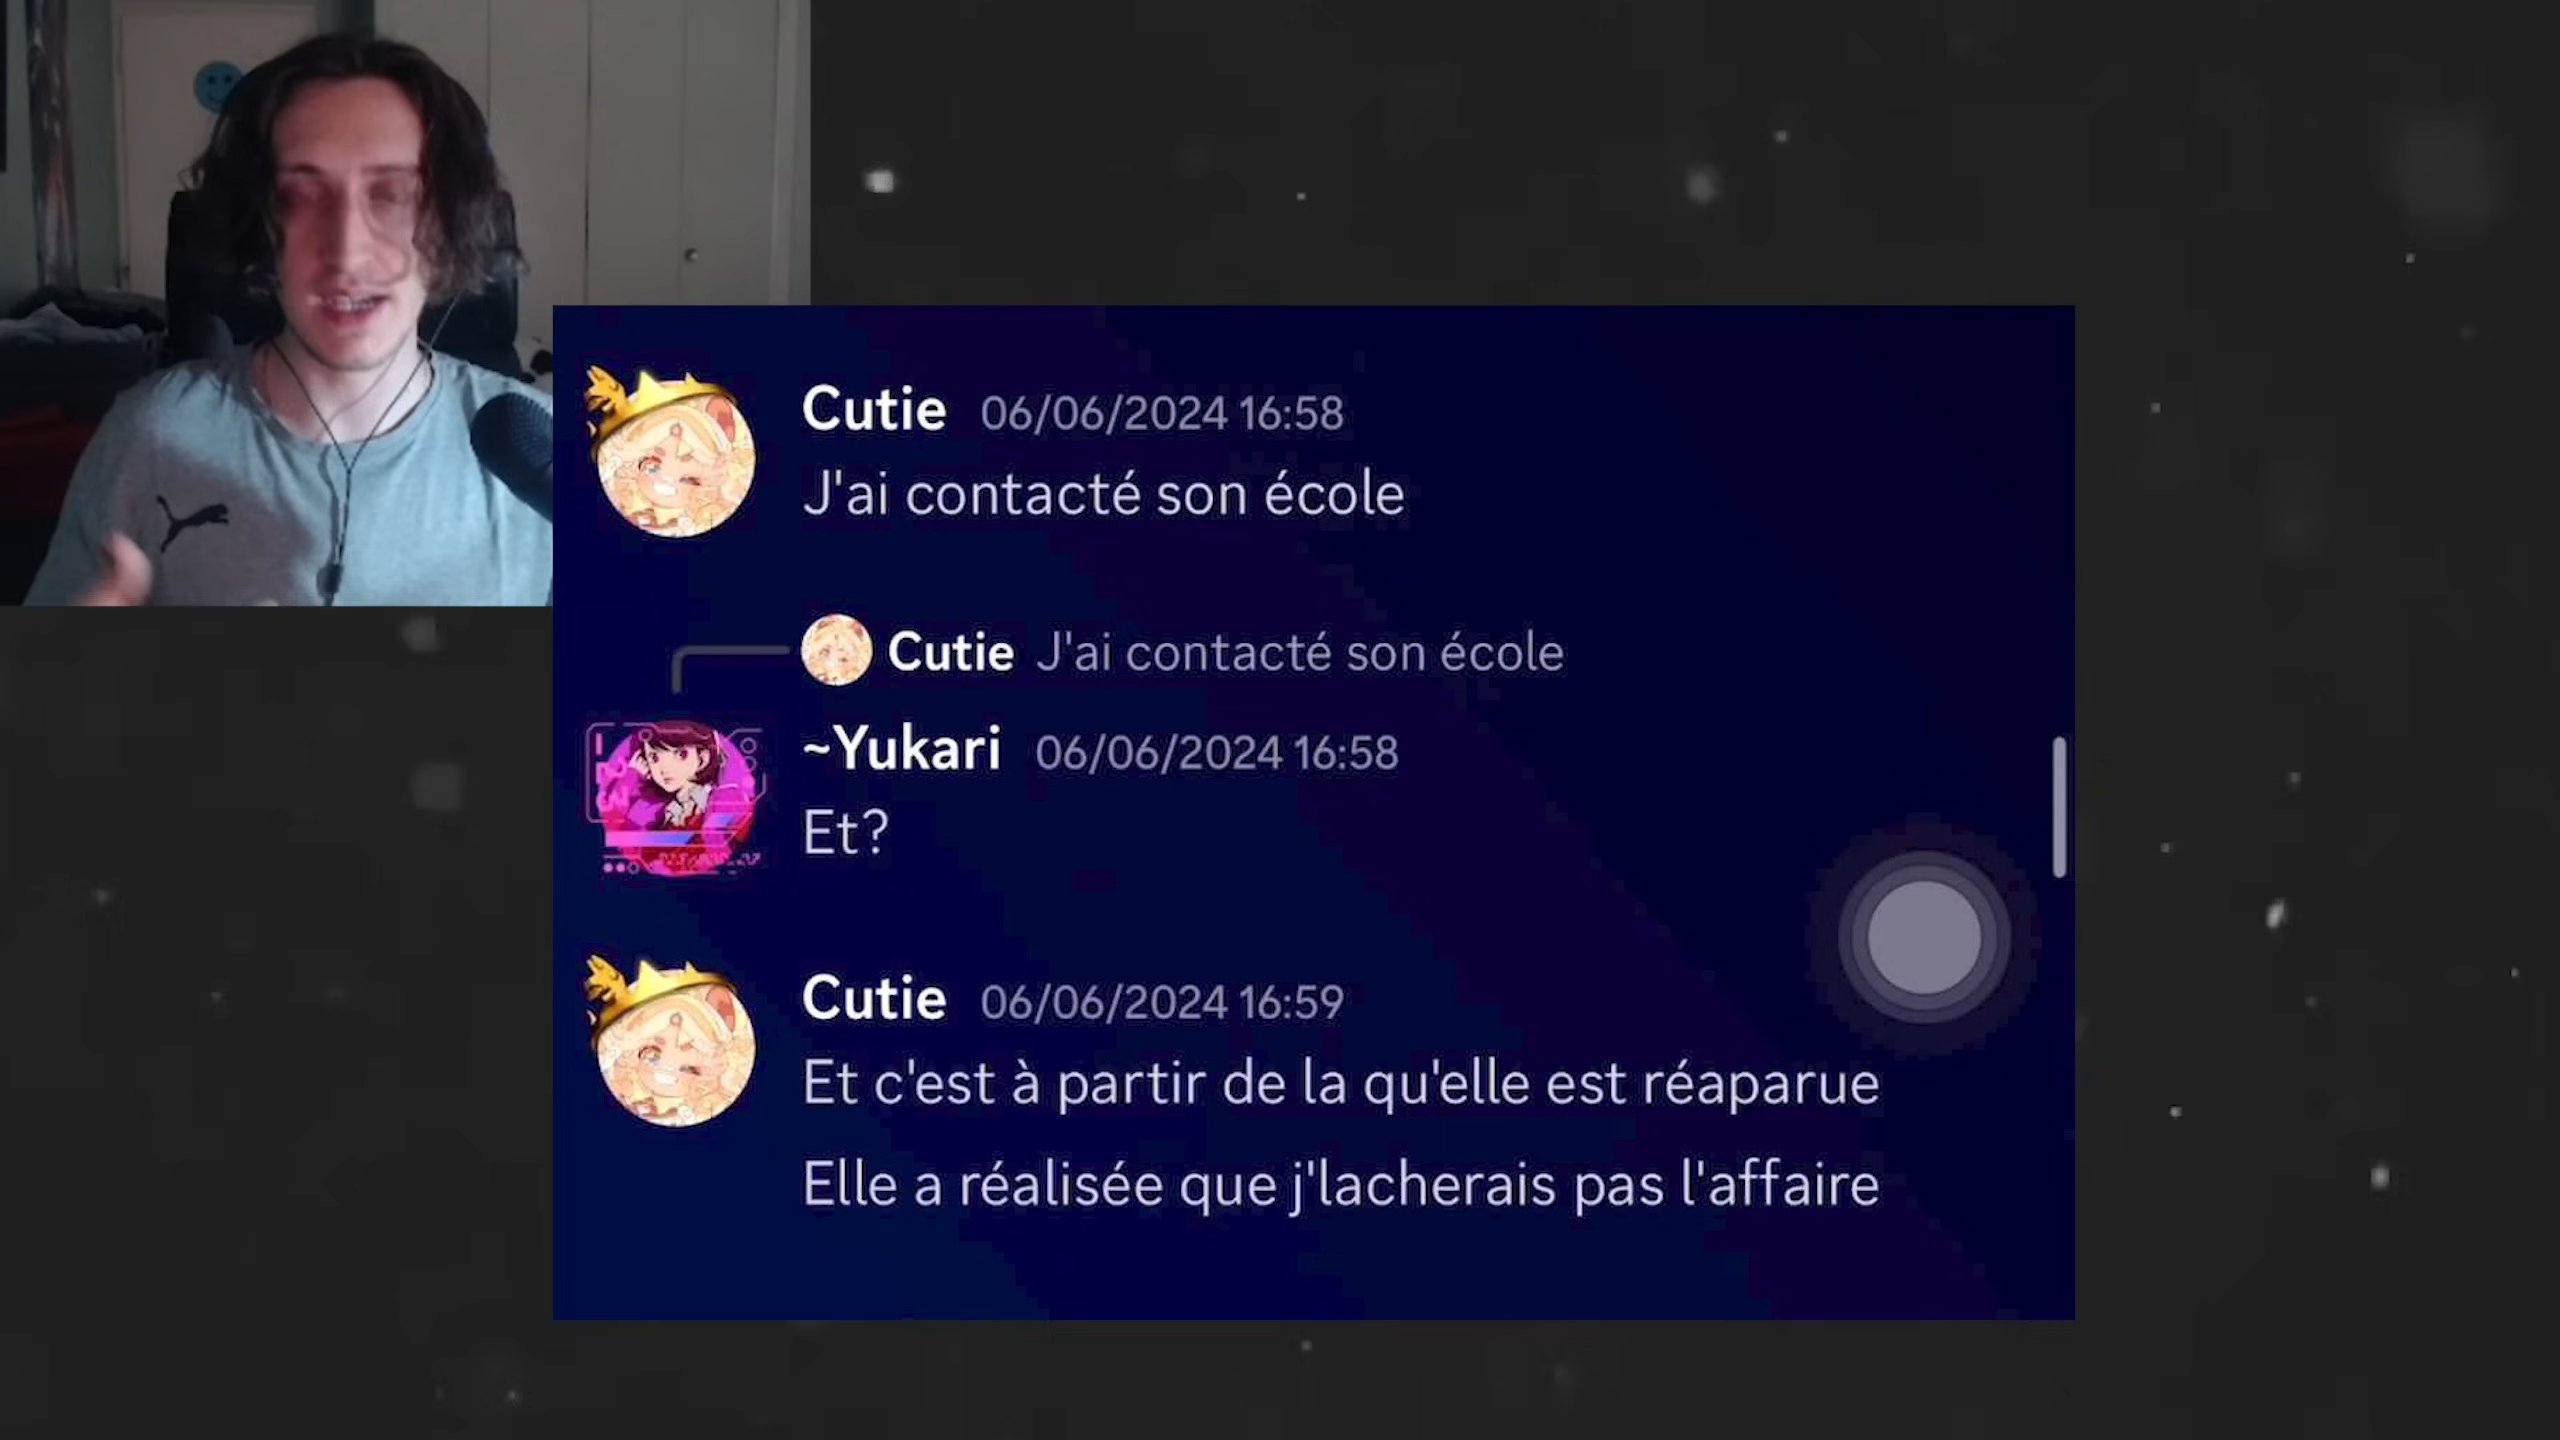 Cutie 06/06/2024 16:58
J'ai contacté son école
Cutie J'ai contacté son école
~Yukari 06/06/2024 16:58
Et?
Cutie 06/06/2024 16:59
Et c'est à partir de la qu'elle est réaparue
Elle a réalisée que j'lacherais pas l'affaire